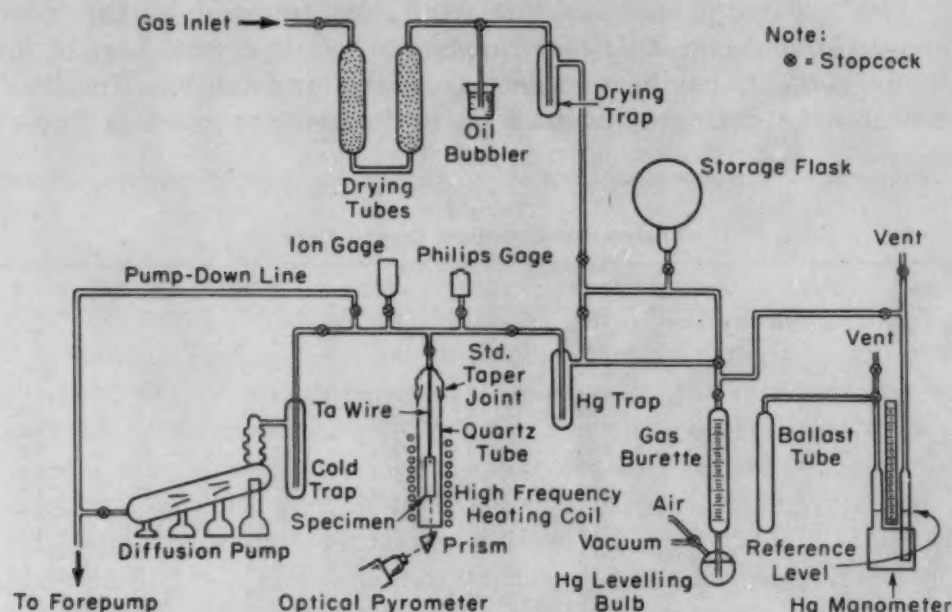 Gas Inlet
Note:
⊗ = Stopcock
Drying
Trap
Oil
Bubbler
Drying
Tubes
Storage Flask
Ion Gage
Philips Gage
Vent
Pump-Down Line
Vent
Std.
Taper
Joint
Ta Wire
Hg Trap
Quartz
Tube
Gas
Burette
Ballast
Tube
Cold
Trap
High Frequency
Heating Coil
Specimen
Air
Diffusion Pump
Prism
Vacuum
Reference
Level
To Forepump
Optical Pyrometer
Hg Levelling
Bulb
Hg Manometer